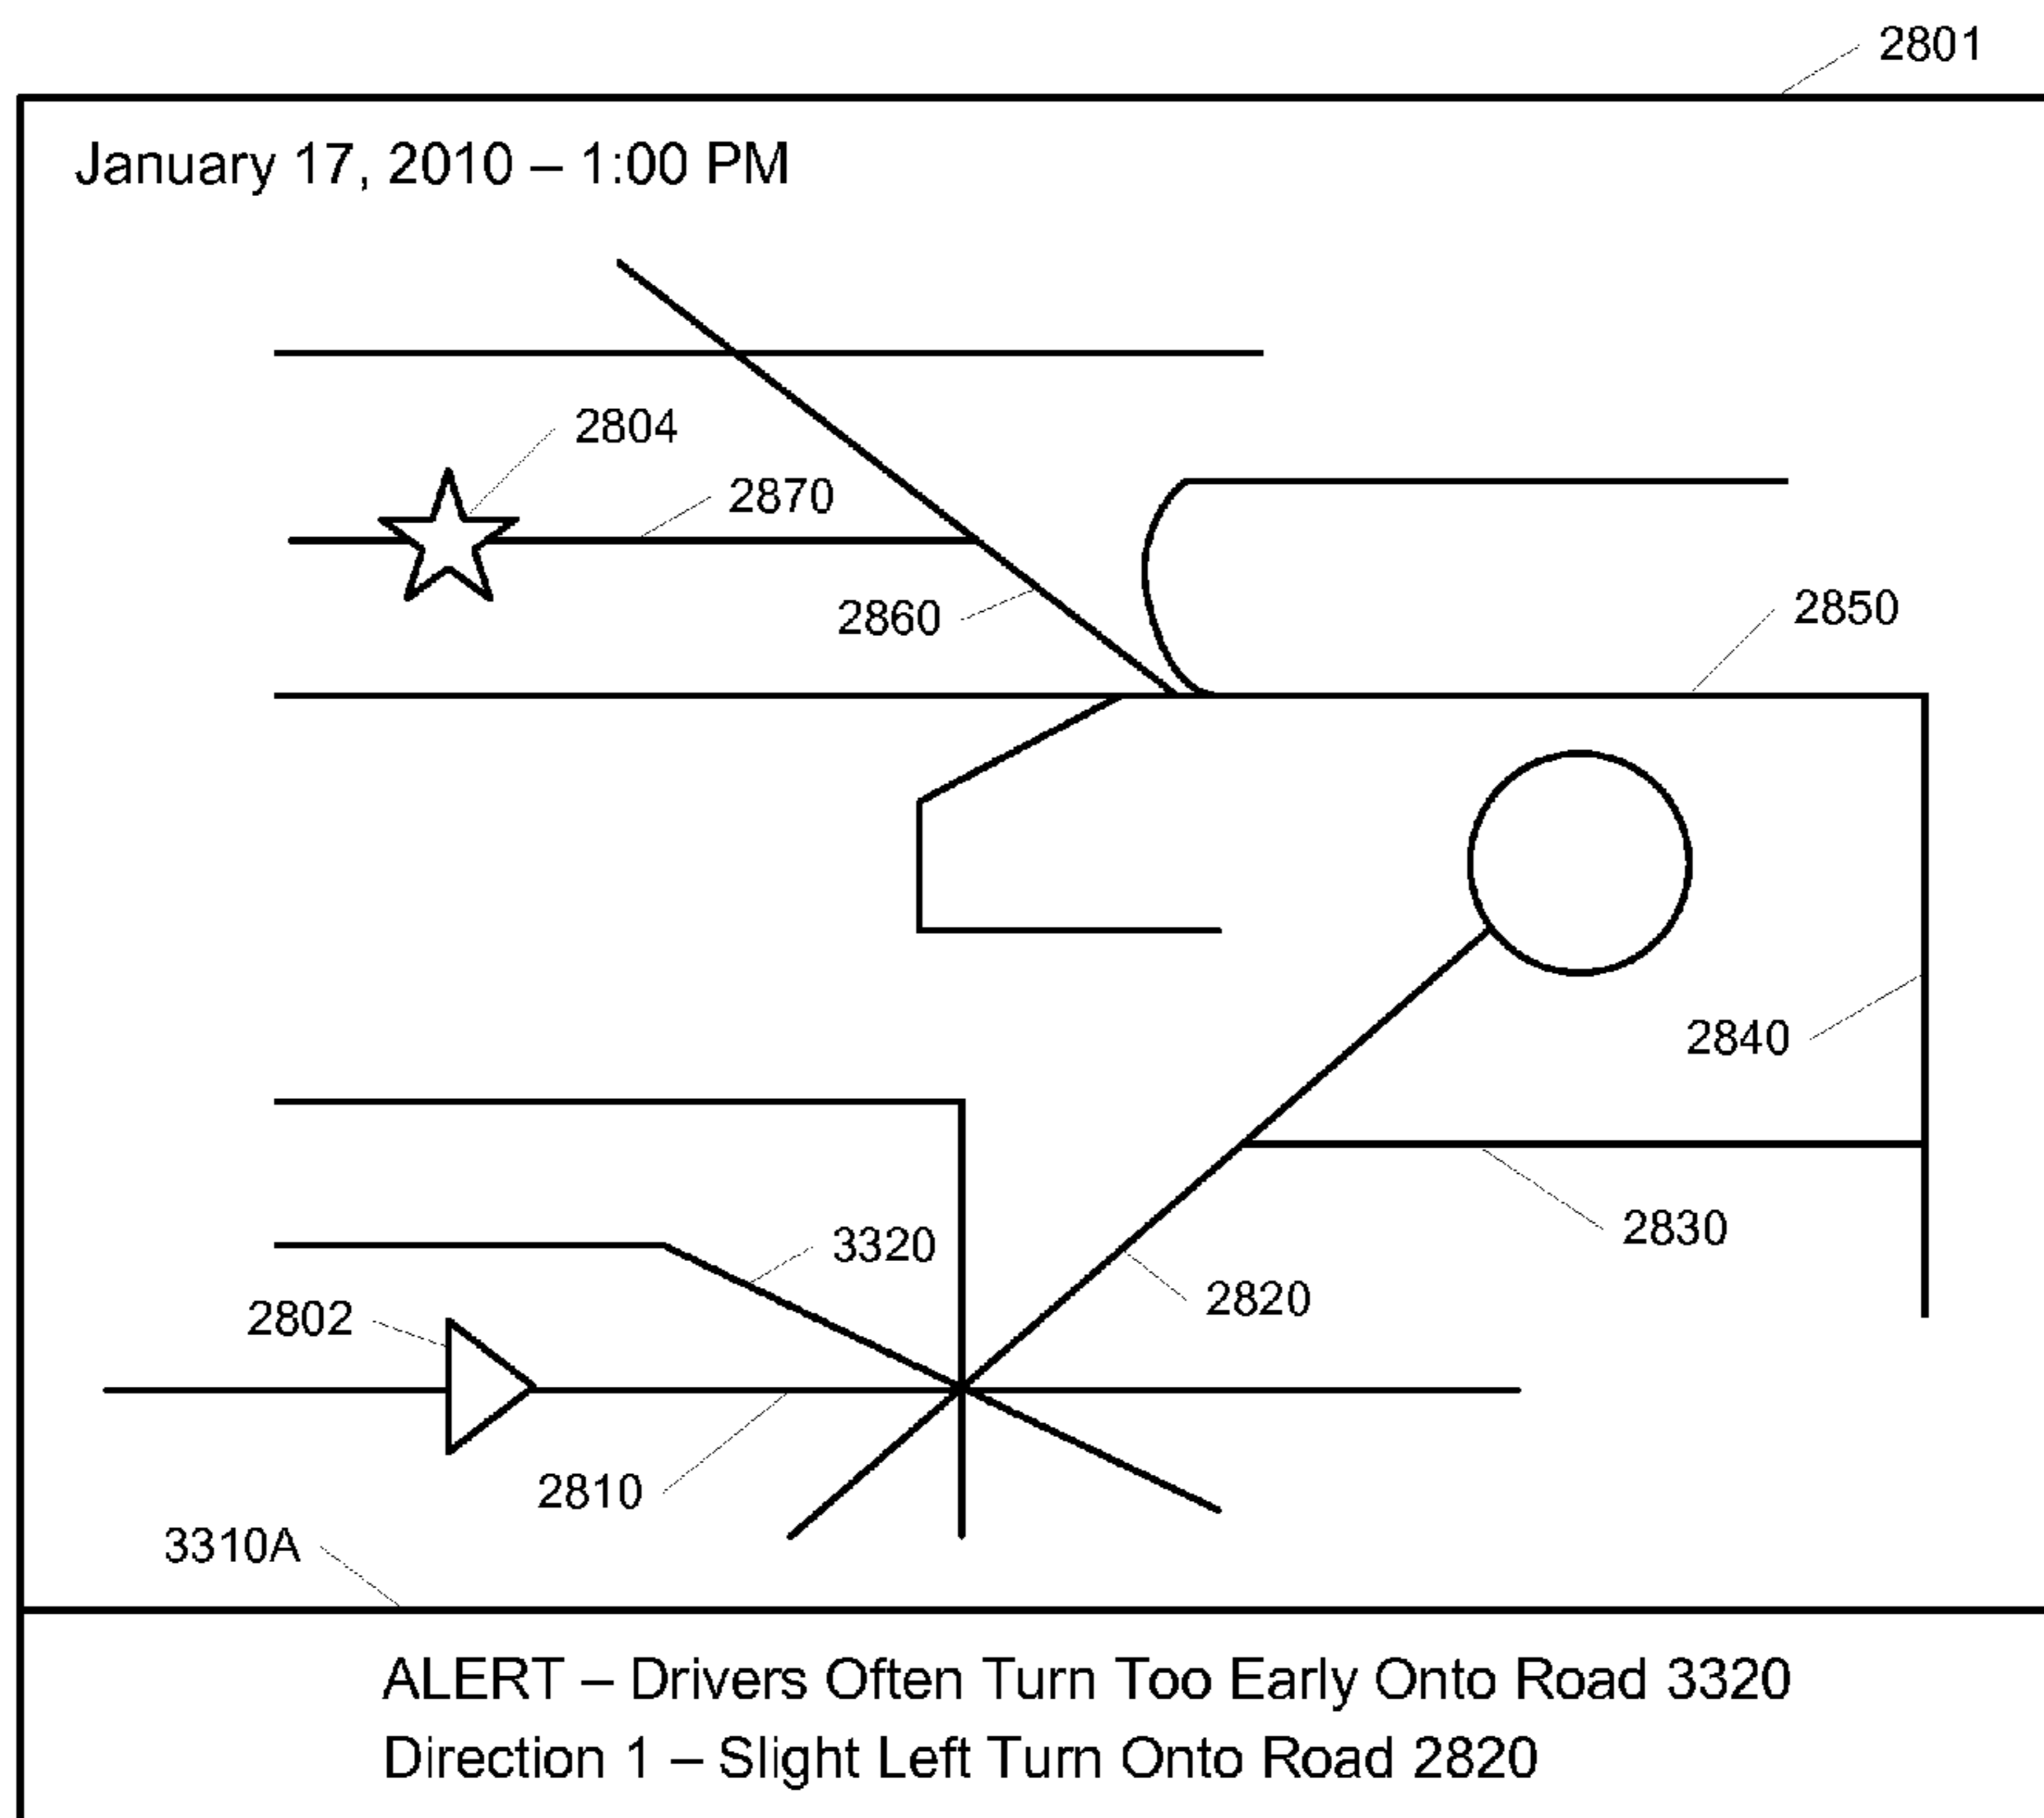 2801
January 17, 2010 – 1:00 PM
2804
2870
2860
2850
2840
3320
2830
2802
2820
2810
3310A
ALERT – Drivers Often Turn Too Early Onto Road 3320
Direction 1 – Slight Left Turn Onto Road 2820